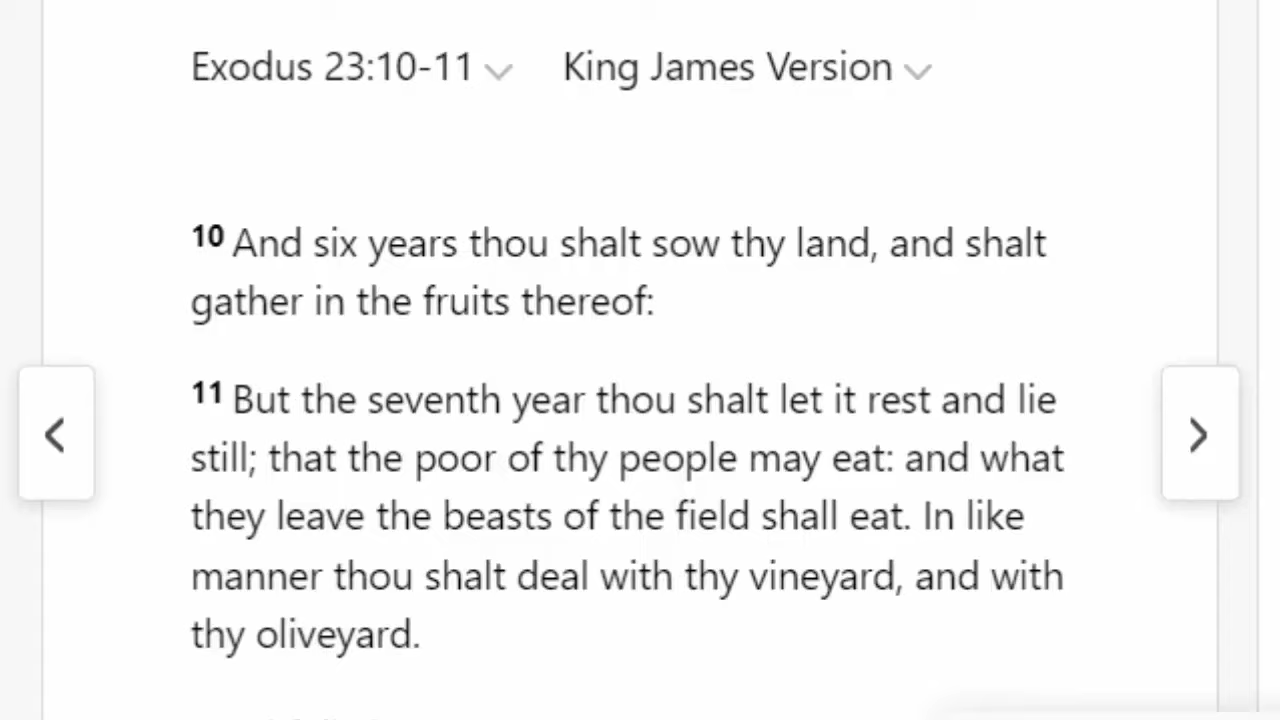 Exodus 23:10-11 King James Version
10 And six years thou shalt sow thy land, and shalt
gather in the fruits thereof:
11 But the seventh year thou shalt let it rest and lie
still; that the poor of thy people may eat: and what
they leave the beasts of the field shall eat. In like
manner thou shalt deal with thy vineyard, and with
thy oliveyard.